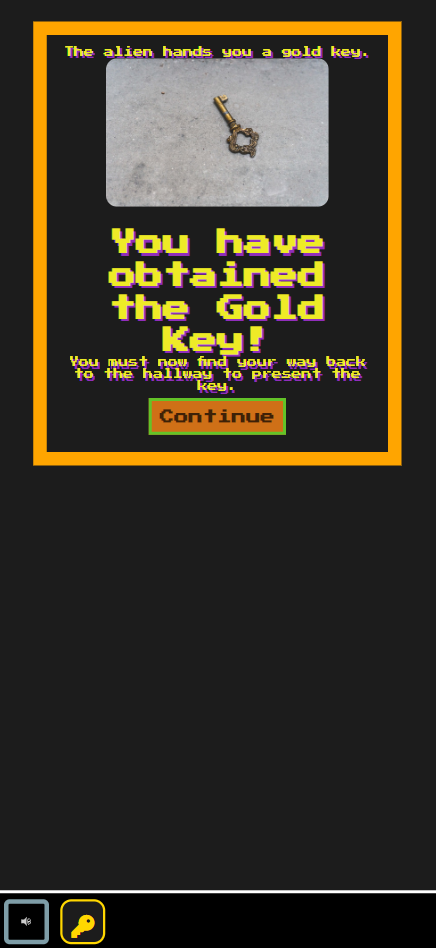 The alien hands you a gold key.
You have
obtained
the Gold
Key!
You must now find your way back
to the hallway to present the
key.
Continue